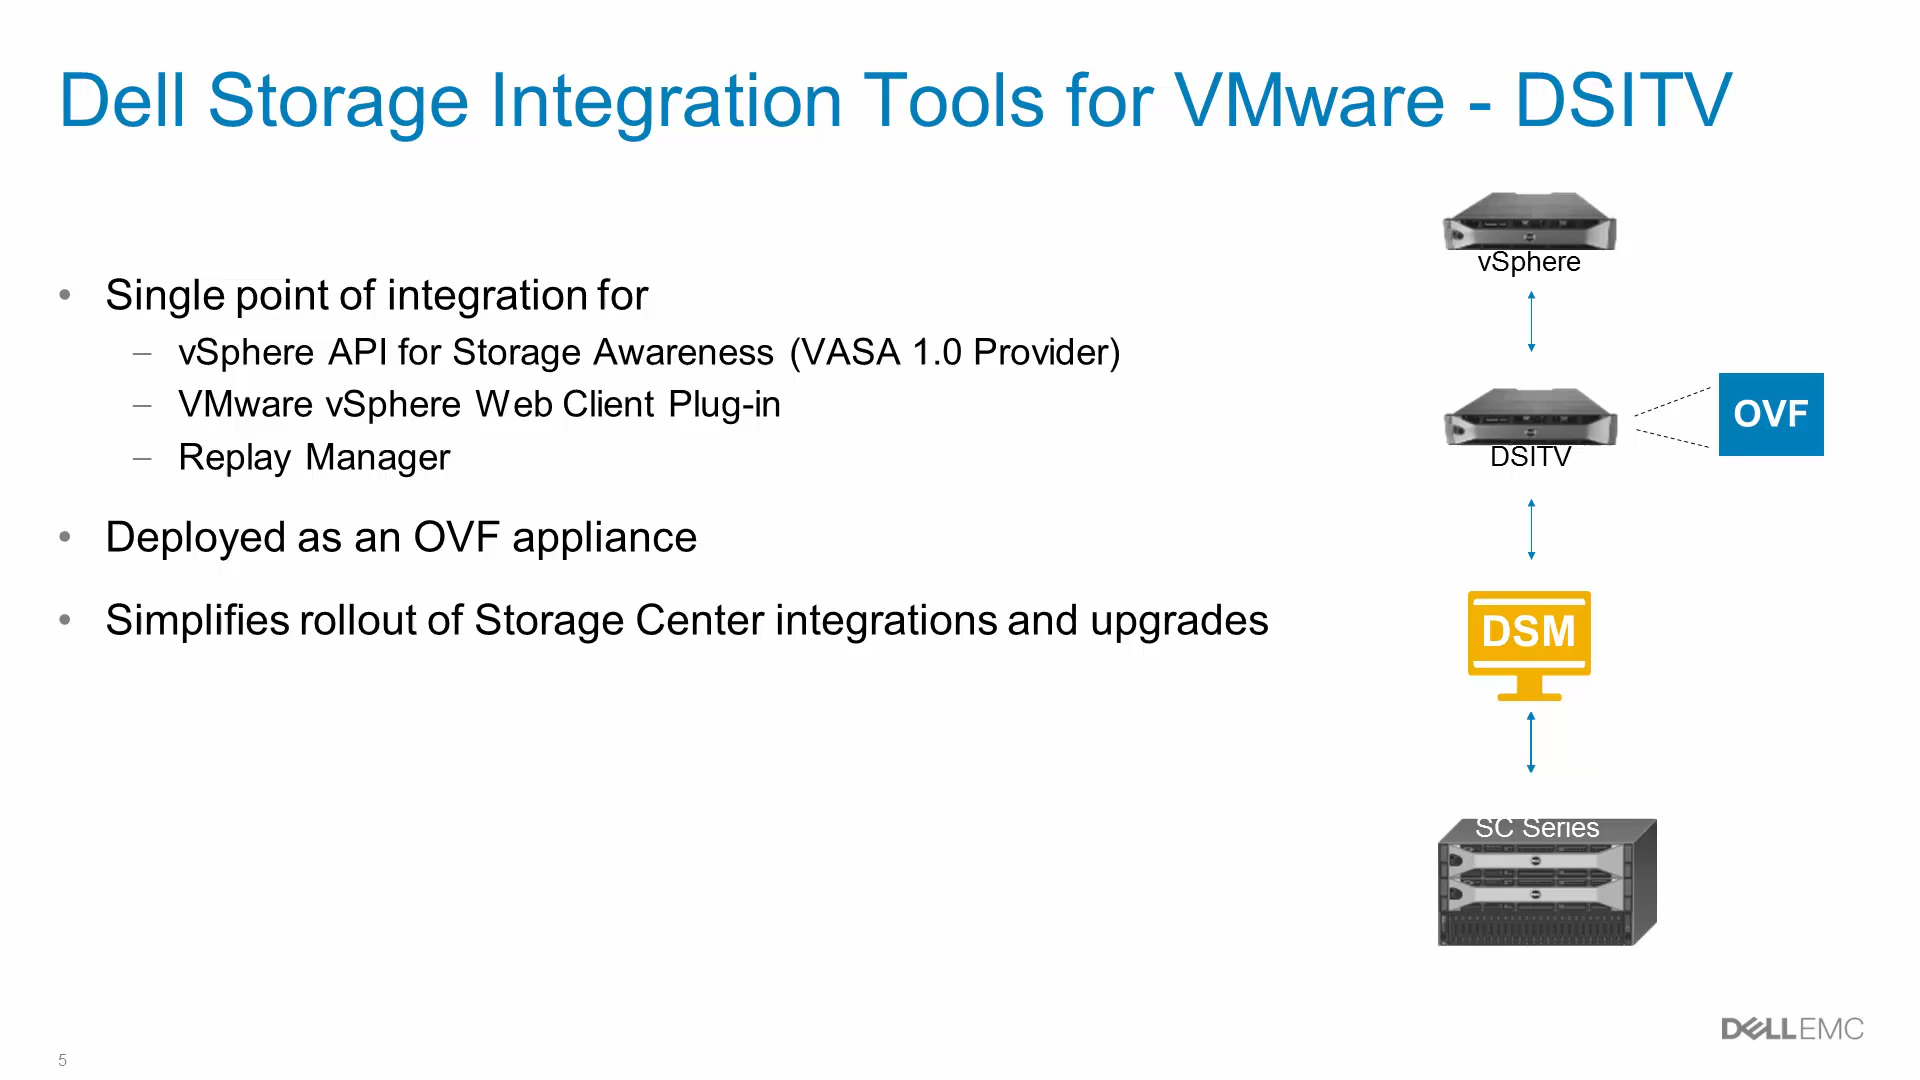 Dell Storage Integration Tools for VMware - DSITV
• Single point of integration for
– vSphere API for Storage Awareness (VASA 1.0 Provider)
– VMware vSphere Web Client Plug-in
– Replay Manager
• Deployed as an OVF appliance
• Simplifies rollout of Storage Center integrations and upgrades
vSphere
DSITV
OVF
DSM
SC Series
DELLEMC
5